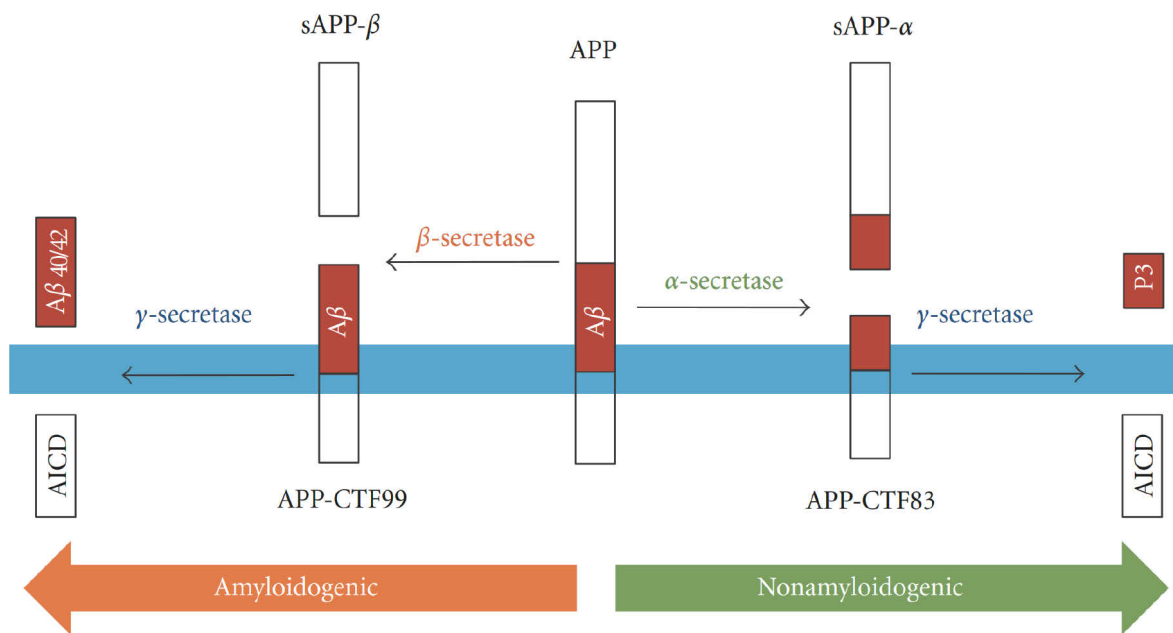 sAPP-β
APP
sAPP-α
Aβ 40/42
γ-secretase
Aβ
β-secretase
Aβ
α-secretase
γ-secretase
P3
AICD
APP-CTF99
APP-CTF83
AICD
Amyloidogenic
Nonamyloidogenic